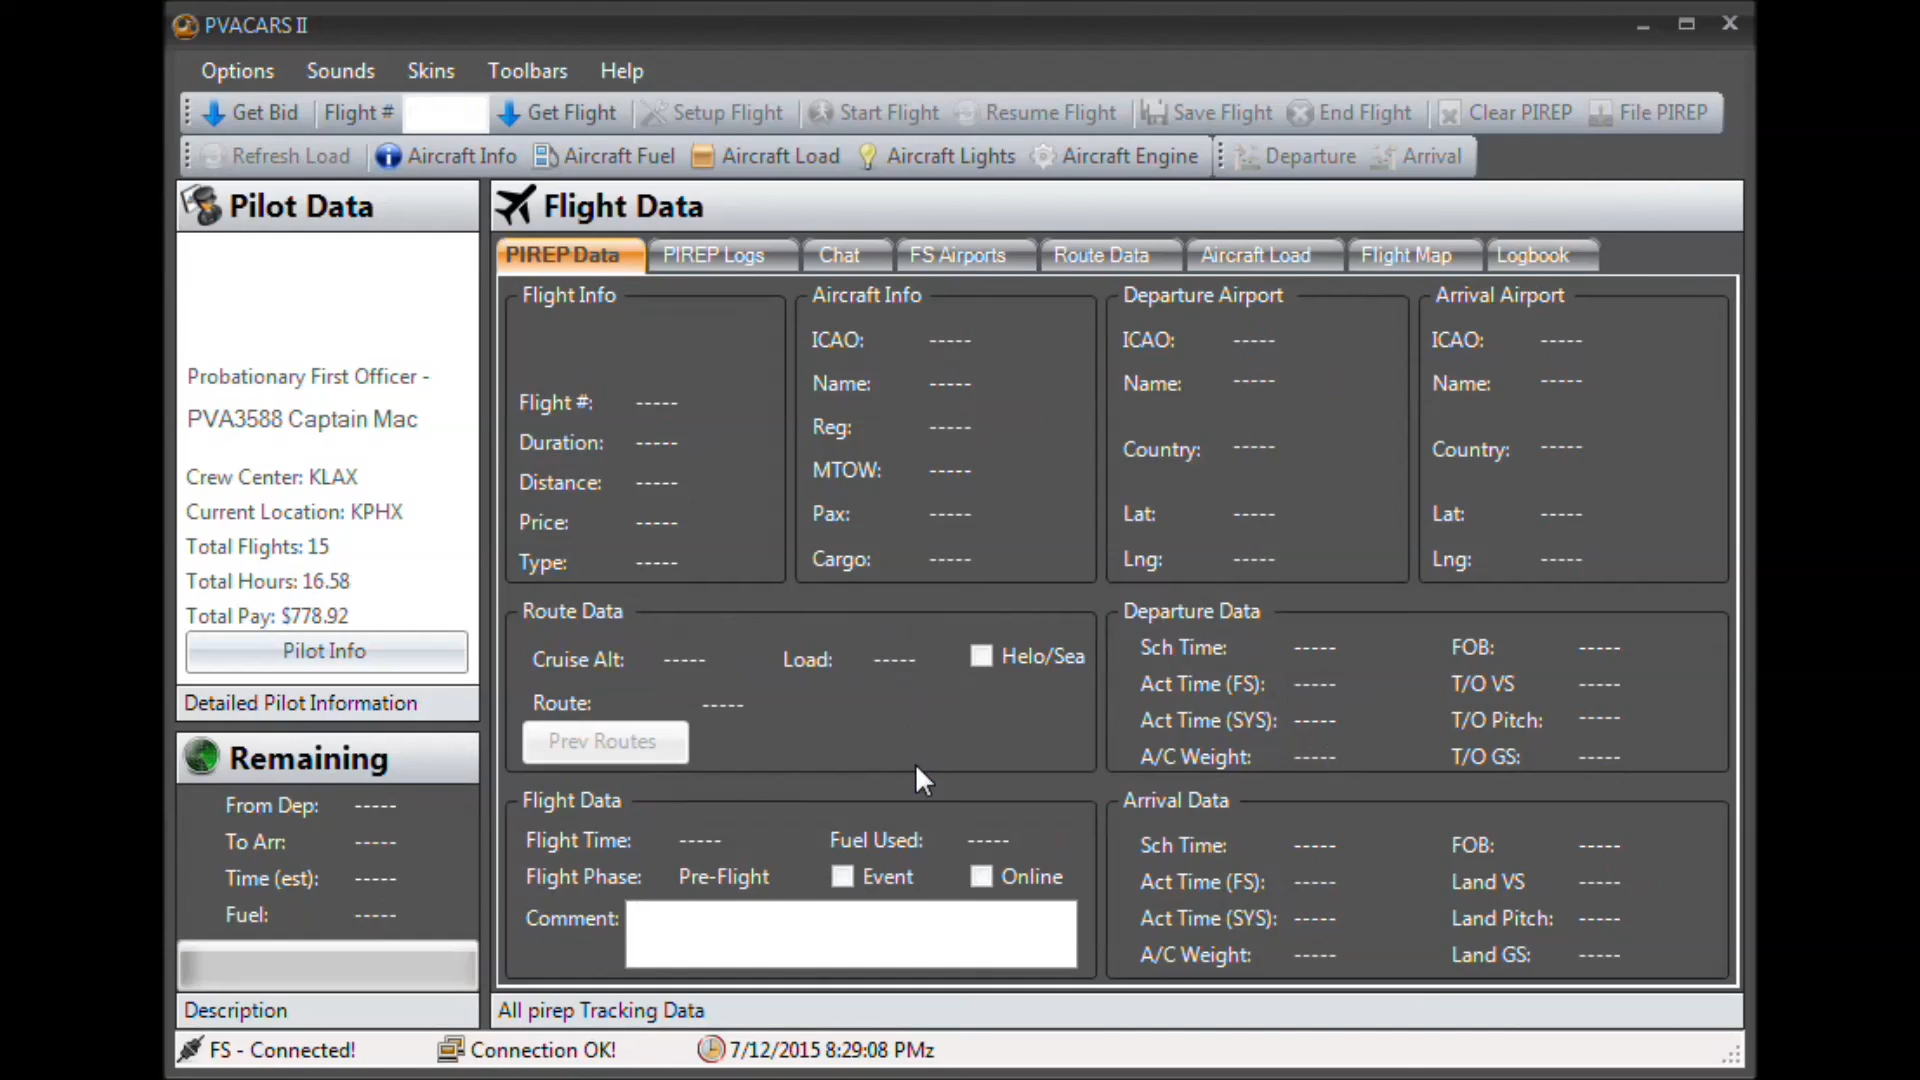 PVACARS II
Options Sounds Skins Toolbars Help
Get Bid Flight # Get Flight Setup Flight Start Flight Resume Flight Save Flight End Flight Clear PIREP File PIREP
Refresh Load Aircraft Info Aircraft Fuel Aircraft Load Aircraft Lights Aircraft Engine Departure Arrival
Pilot Data
Probationary First Officer -
PVA3588 Captain Mac
Crew Center: KLAX
Current Location: KPHX
Total Flights: 15
Total Hours: 16.58
Total Pay: $778.92
Pilot Info
Detailed Pilot Information
Remaining
From Dep: -----
To Arr: -----
Time (est): -----
Fuel: -----
Description
Flight Data
PIREP Data PIREP Logs Chat FS Airports Route Data Aircraft Load Flight Map Logbook
Flight Info
Flight #: -----
Duration: -----
Distance: -----
Price: -----
Type: -----
Aircraft Info
ICAO: -----
Name: -----
Reg: -----
MTOW: -----
Pax: -----
Cargo: -----
Departure Airport
ICAO: -----
Name: -----
Country: -----
Lat: -----
Lng: -----
Arrival Airport
ICAO: -----
Name: -----
Country: -----
Lat: -----
Lng: -----
Route Data
Cruise Alt: ----- Load: ----- Helo/Sea
Route: -----
Prev Routes
Departure Data
Sch Time: ----- FOB: -----
Act Time (FS): ----- T/O VS -----
Act Time (SYS): ----- T/O Pitch: -----
A/C Weight: ----- T/O GS: -----
Flight Data
Flight Time: ----- Fuel Used: -----
Flight Phase: Pre-Flight Event Online
Comment:
Arrival Data
Sch Time: ----- FOB: -----
Act Time (FS): ----- Land VS -----
Act Time (SYS): ----- Land Pitch: -----
A/C Weight: ----- Land GS: -----
All pirep Tracking Data
FS - Connected! Connection OK! 7/12/2015 8:29:08 PMz